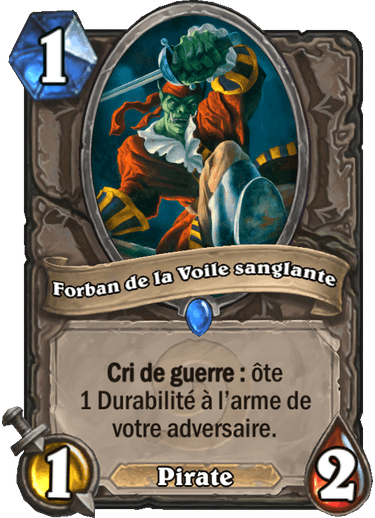 1
Forban de la Voile sanglante
Cri de guerre : ôte
1 Durabilité à l’arme de
votre adversaire.
1
Pirate
2